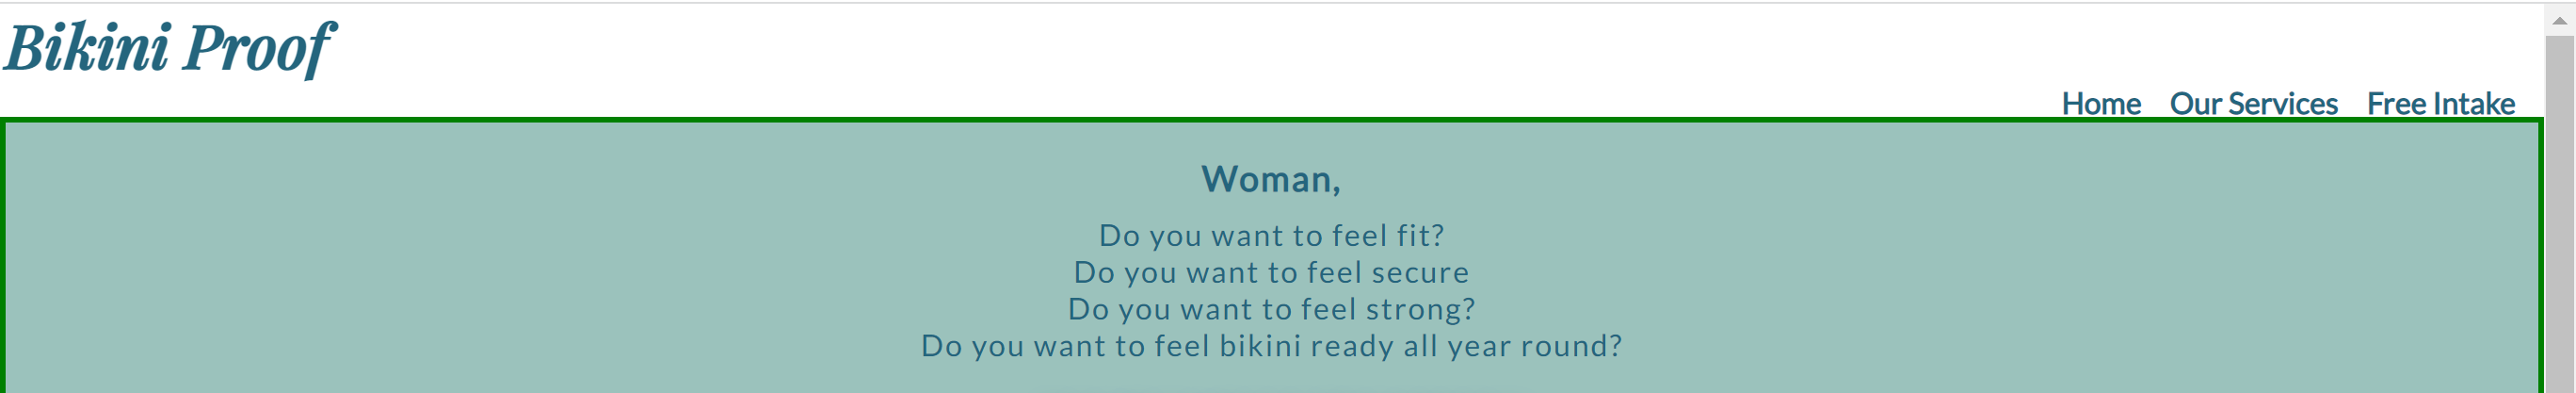 Bikini Proof
Home Our Services Free Intake
Woman,
Do you want to feel fit?
Do you want to feel secure
Do you want to feel strong?
Do you want to feel bikini ready all year round?